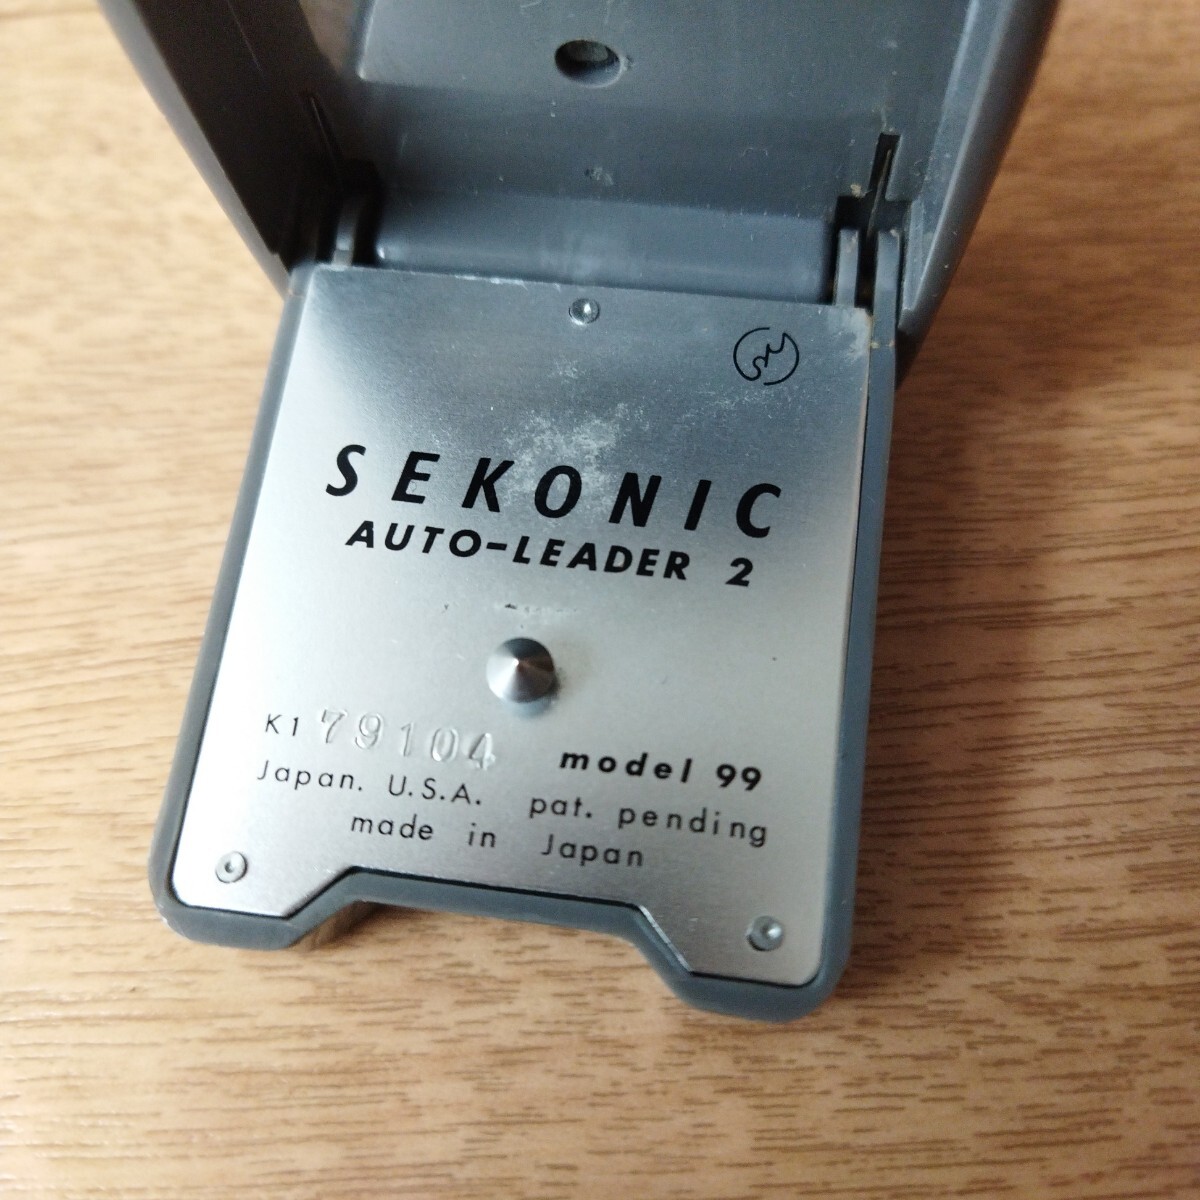 SEKONIC
AUTO-LEADER 2
K1 79104 model 99
Japan. U.S.A. pat. pending
made in Japan